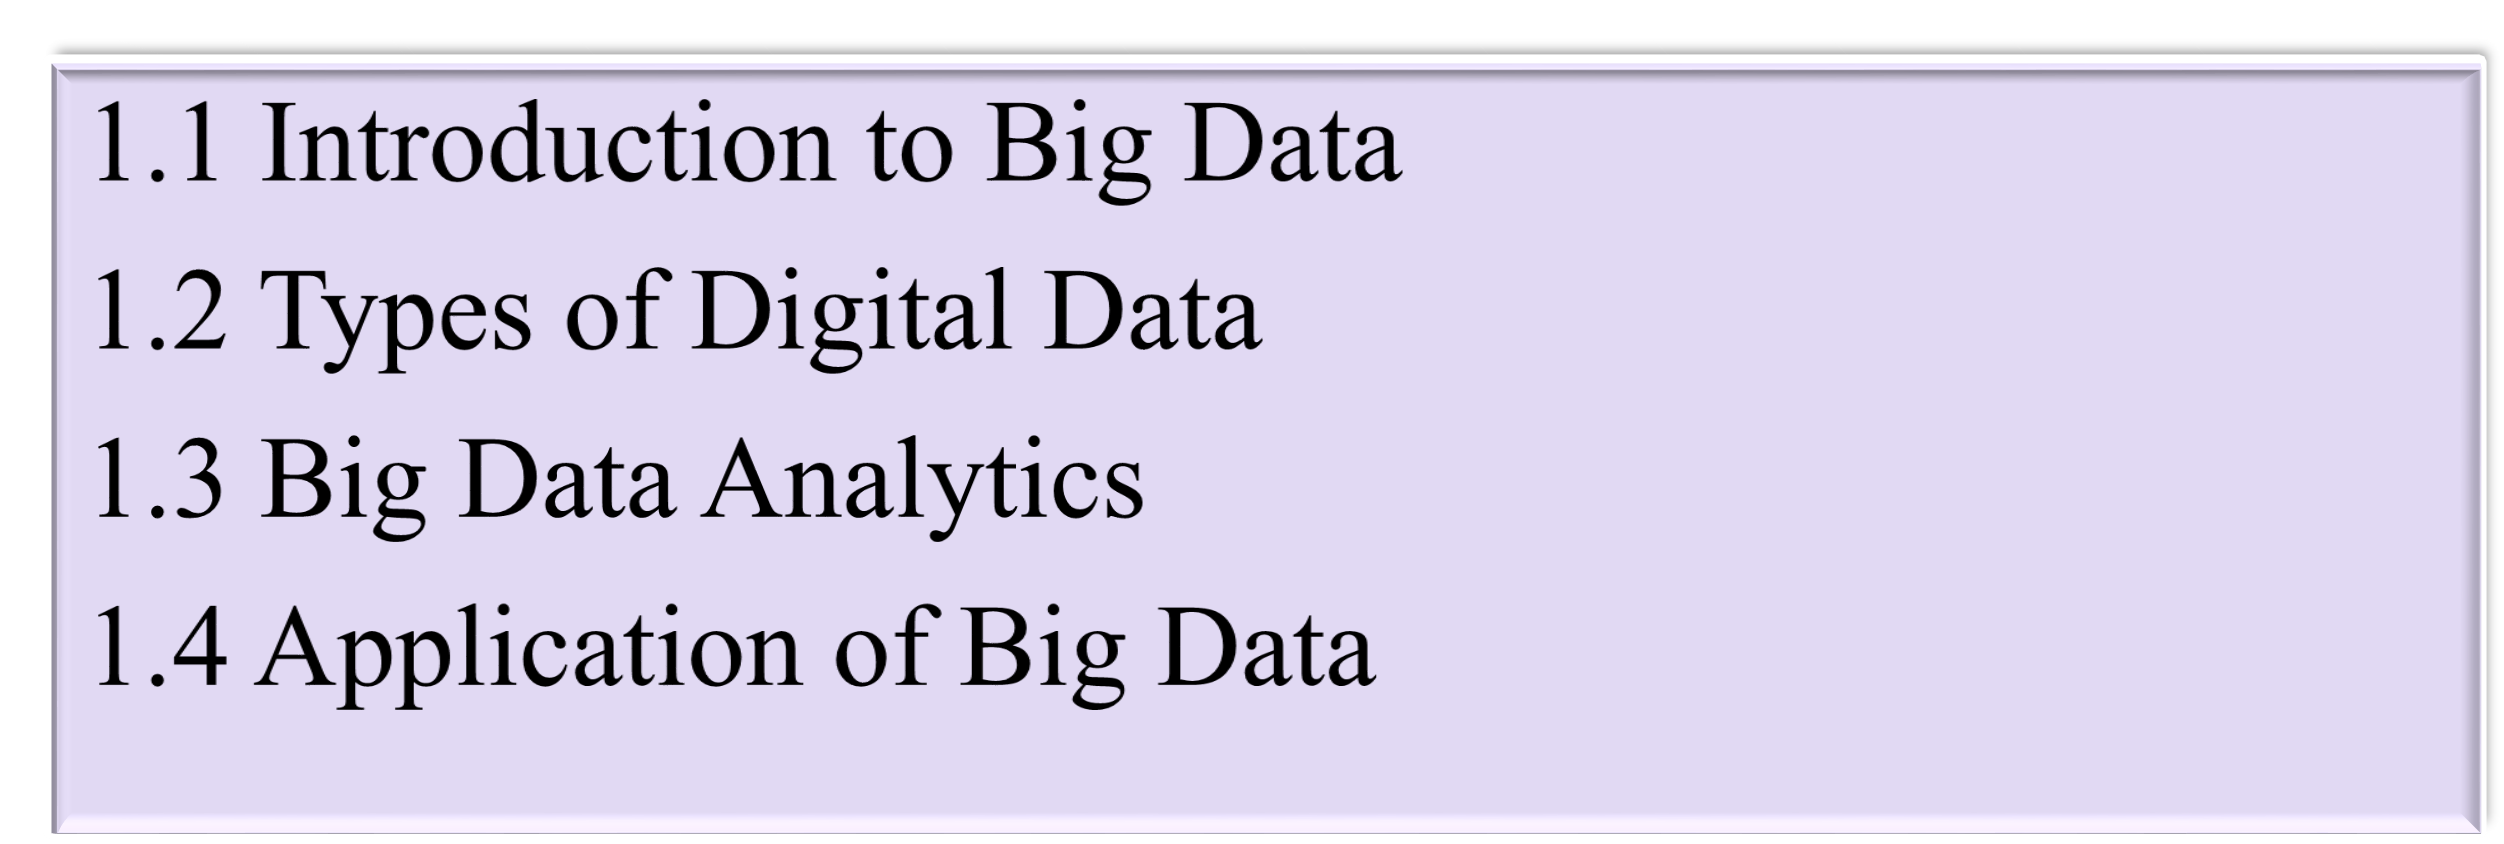 1.1 Introduction to Big Data
1.2 Types of Digital Data
1.3 Big Data Analytics
1.4 Application of Big Data